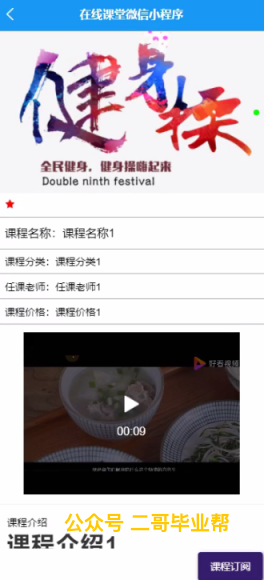 在线课堂微信小程序
健身操
全民健身，健身操嗨起来
Double ninth festival
课程名称：课程名称1
课程分类：课程分类1
任课老师：任课老师1
课程价格：课程价格1
好看视频
00:09
课程介绍
公众号 二哥毕业帮
课程介绍1
课程订阅